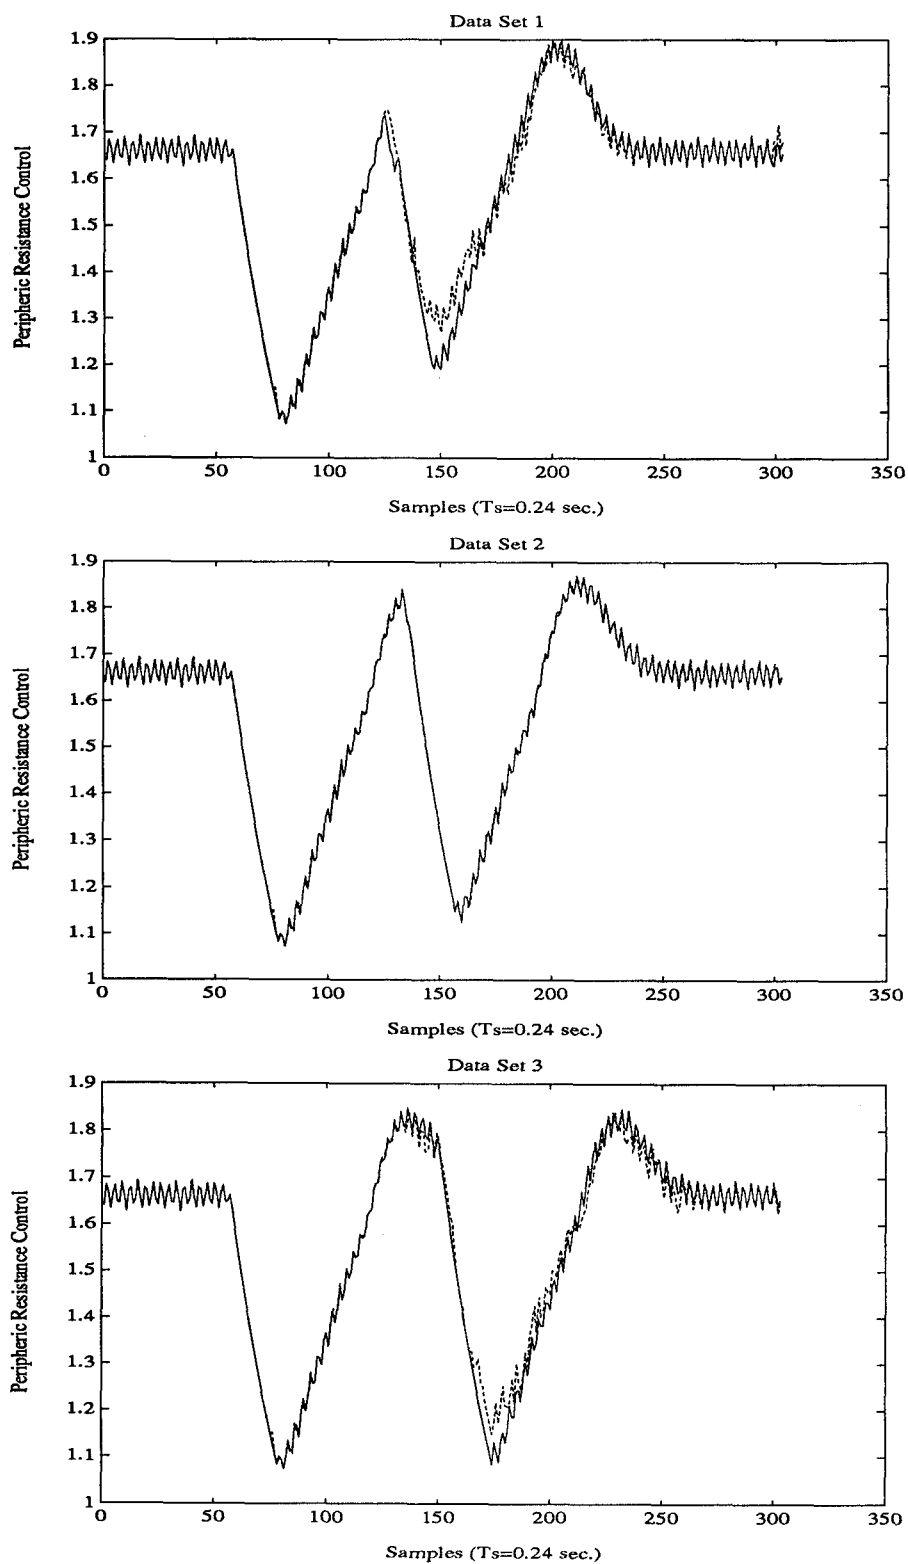 Data Set 1
1.9
1.8
1.7
1.6
1.5
1.4
1.3
1.2
1.1
1
Peripheric Resistance Control
0 50 100 150 200 250 300 350
Samples (Ts=0.24 sec.)
Data Set 2
1.9
1.8
1.7
1.6
1.5
1.4
1.3
1.2
1.1
1
Peripheric Resistance Control
0 50 100 150 200 250 300 350
Samples (Ts=0.24 sec.)
Data Set 3
1.9
1.8
1.7
1.6
1.5
1.4
1.3
1.2
1.1
1
Peripheric Resistance Control
0 50 100 150 200 250 300 350
Samples (Ts=0.24 sec.)